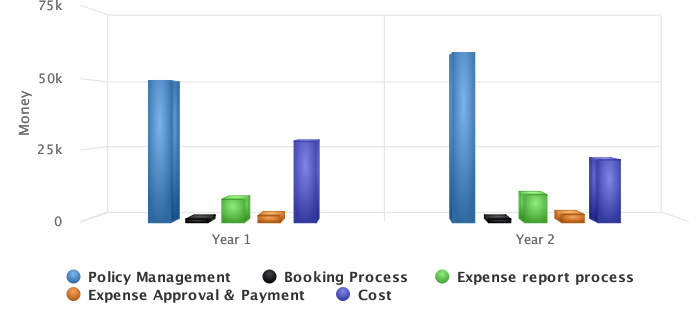 75k
50k
25k
0
Money
Year 1 Year 2
Policy Management Booking Process Expense report process
Expense Approval & Payment Cost